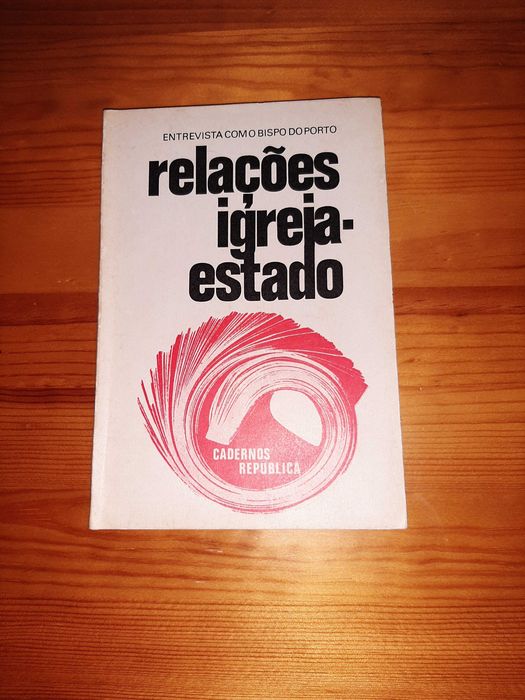 ENTREVISTA COM O BISPO DO PORTO
relações
igreja-
estado
CADERNOS
REPÚBLICA